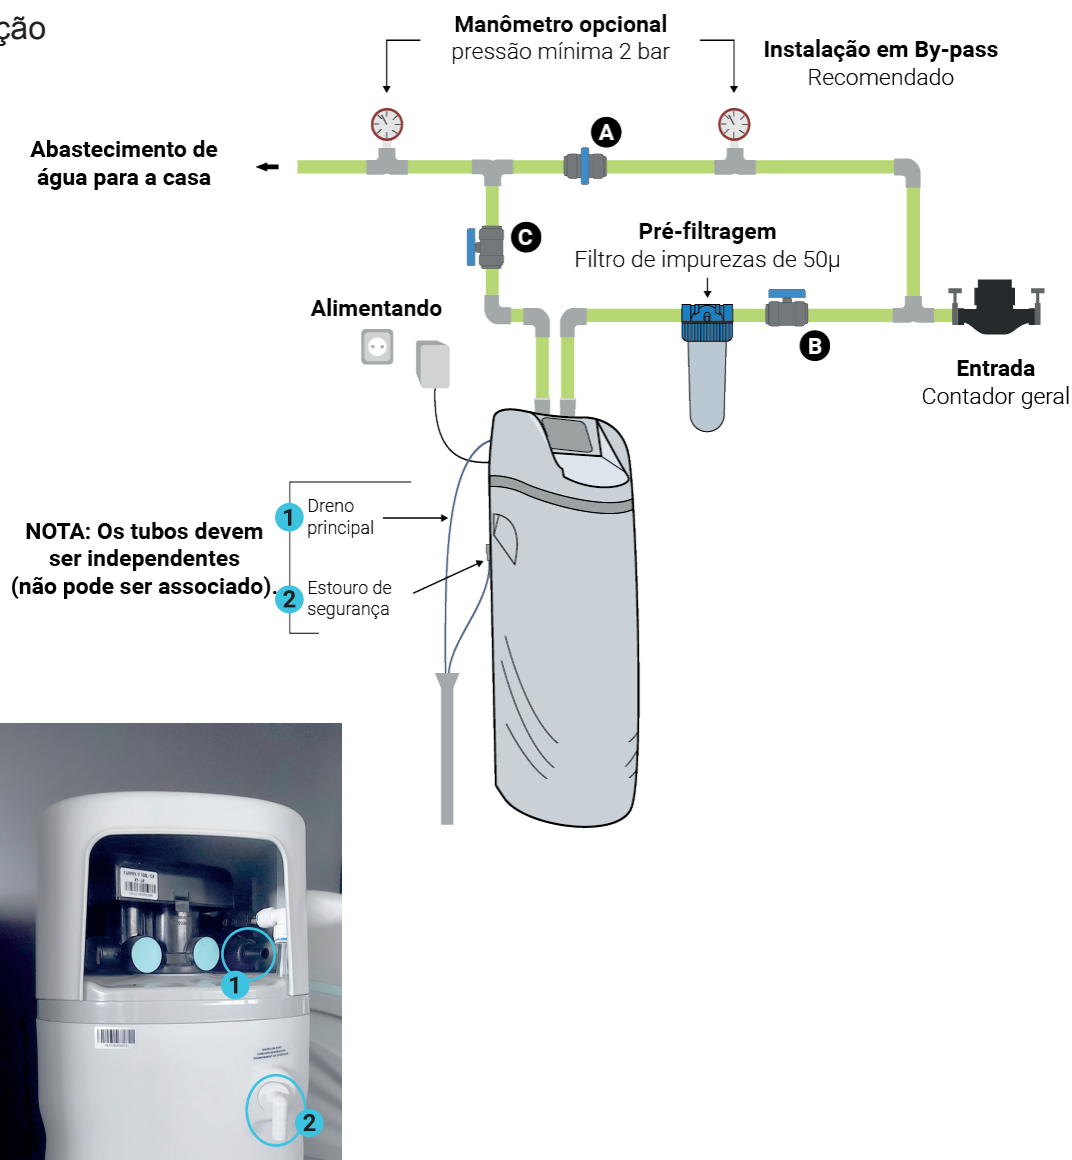 ção
Manômetro opcional
pressão mínima 2 bar
Instalação em By-pass
Recomendado
A
Abastecimento de
água para a casa
C
Pré-filtragem
Filtro de impurezas de 50µ
Alimentando
B
Entrada
Contador geral
1
Dreno
principal
NOTA: Os tubos devem
ser independentes
(não pode ser associado).
2
Estouro de
segurança
1
2